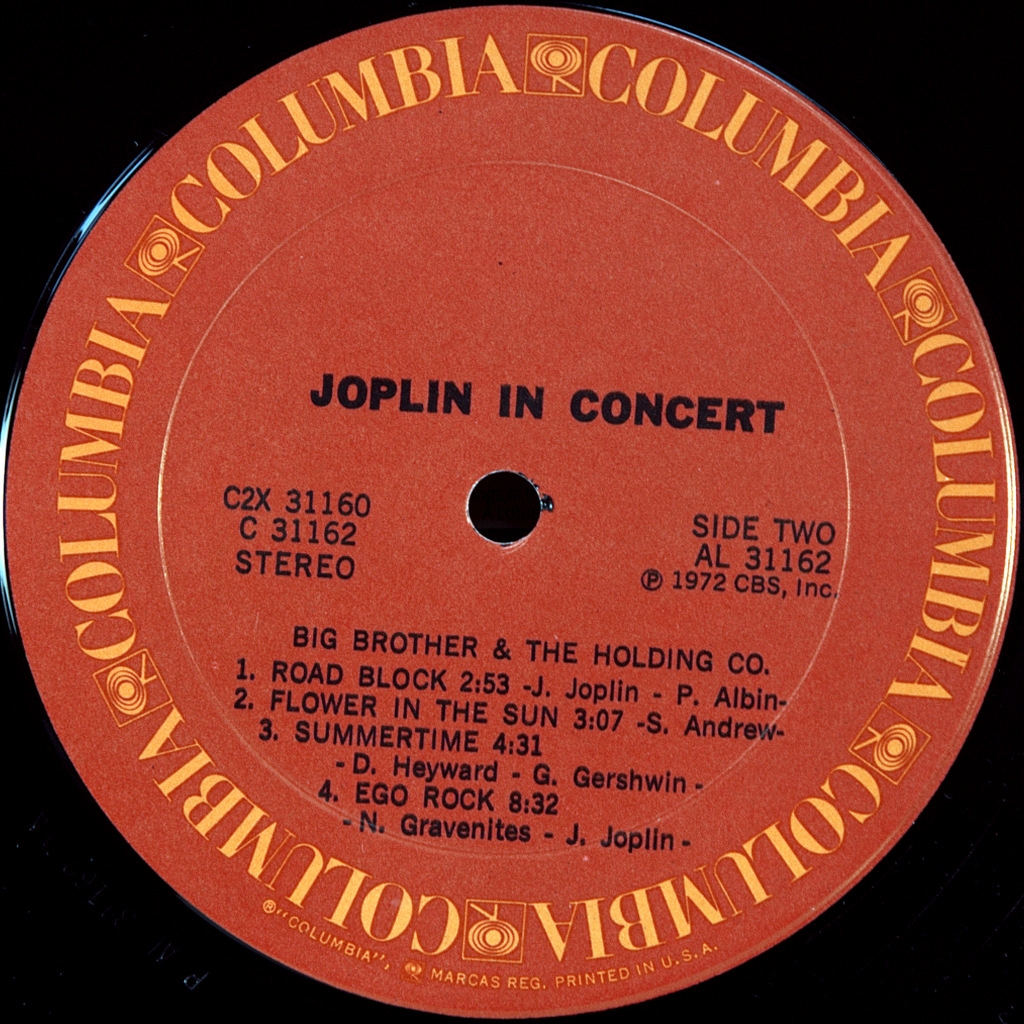 COLUMBIA COLUMBIA COLUMBIA COLUMBIA COLUMBIA COLUMBIA
JOPLIN IN CONCERT
C2X 31160
C 31162
STEREO
SIDE TWO
AL 31162
Ⓟ 1972 CBS, Inc.
BIG BROTHER & THE HOLDING CO.
1. ROAD BLOCK 2:53 -J. Joplin - P. Albin-
2. FLOWER IN THE SUN 3:07 -S. Andrew-
3. SUMMERTIME 4:31
- D. Heyward - G. Gershwin -
4. EGO ROCK 8:32
- N. Gravenites - J. Joplin -
®"COLUMBIA", MARCAS REG. PRINTED IN U.S.A.